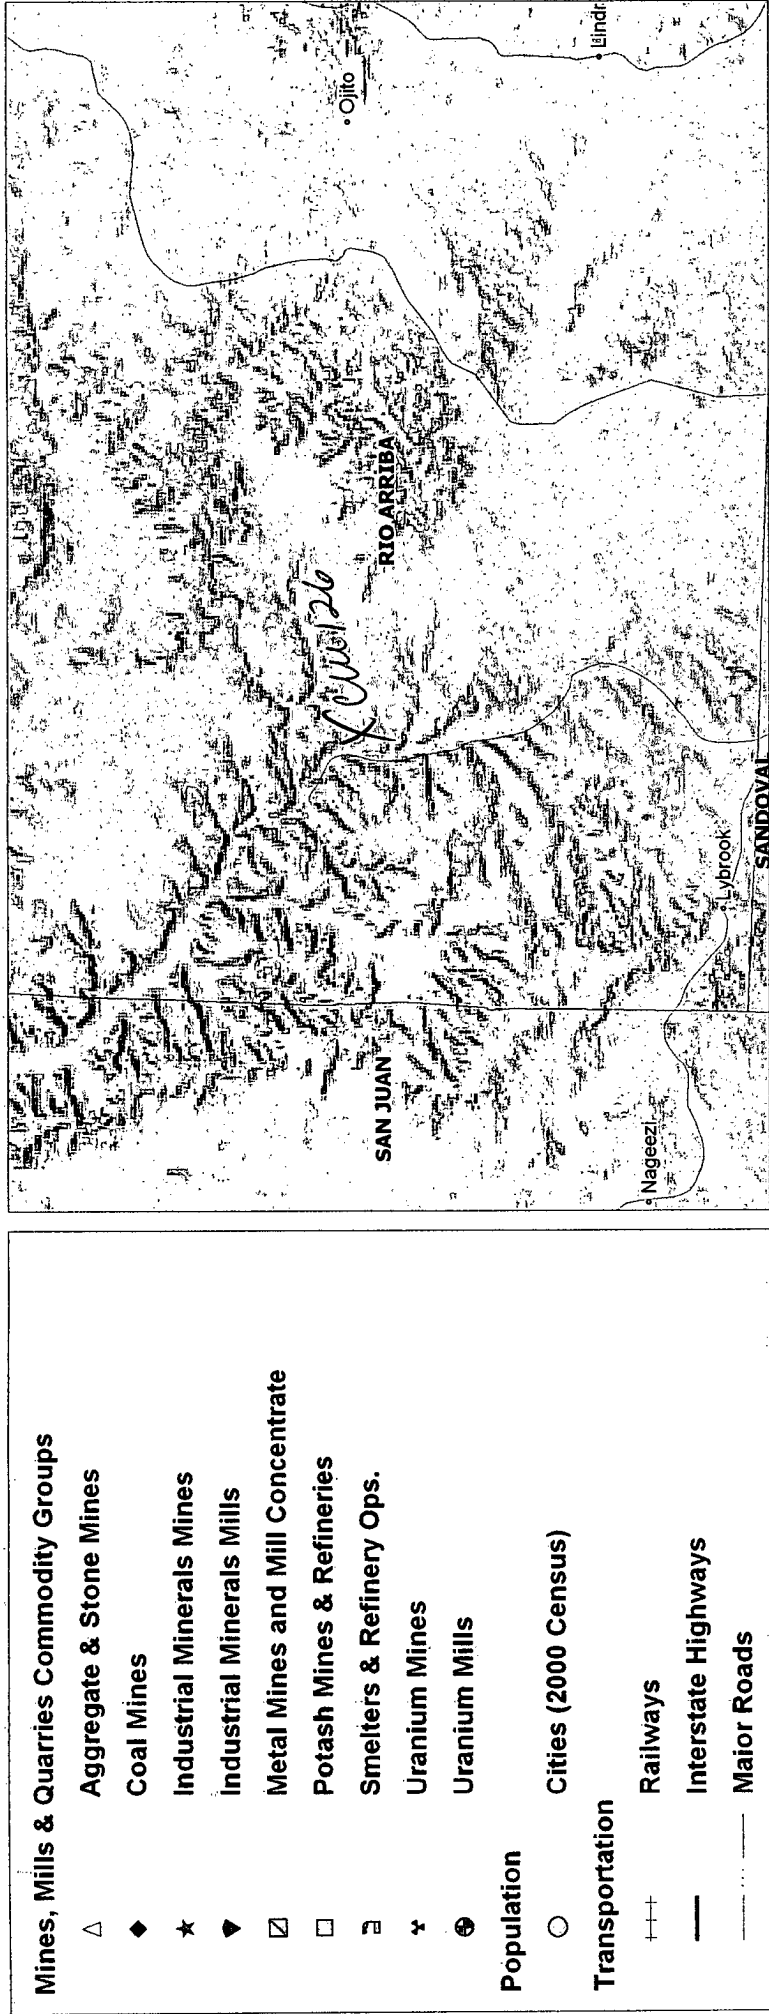 Mines, Mills & Quarries Commodity Groups
Aggregate & Stone Mines
Coal Mines
Industrial Minerals Mines
Industrial Minerals Mills
Metal Mines and Mill Concentrate
Potash Mines & Refineries
Smelters & Refinery Ops.
Uranium Mines
Uranium Mills
Population
Cities (2000 Census)
Transportation
Railways
Interstate Highways
Major Roads
SAN JUAN
RIO ARRIBA
SANDOVAL
Nageezi
Lybrook
Ojito
Lindr